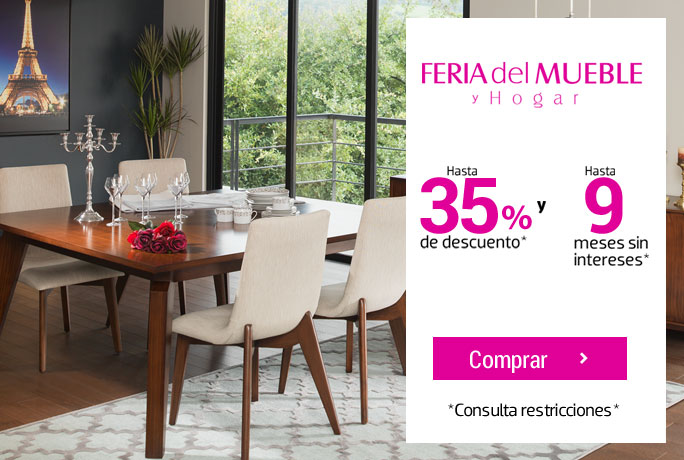 FERIA del MUEBLE
y Hogar
Hasta
35%
de descuento*
y
Hasta
9
meses sin
intereses*
Comprar >
*Consulta restricciones*